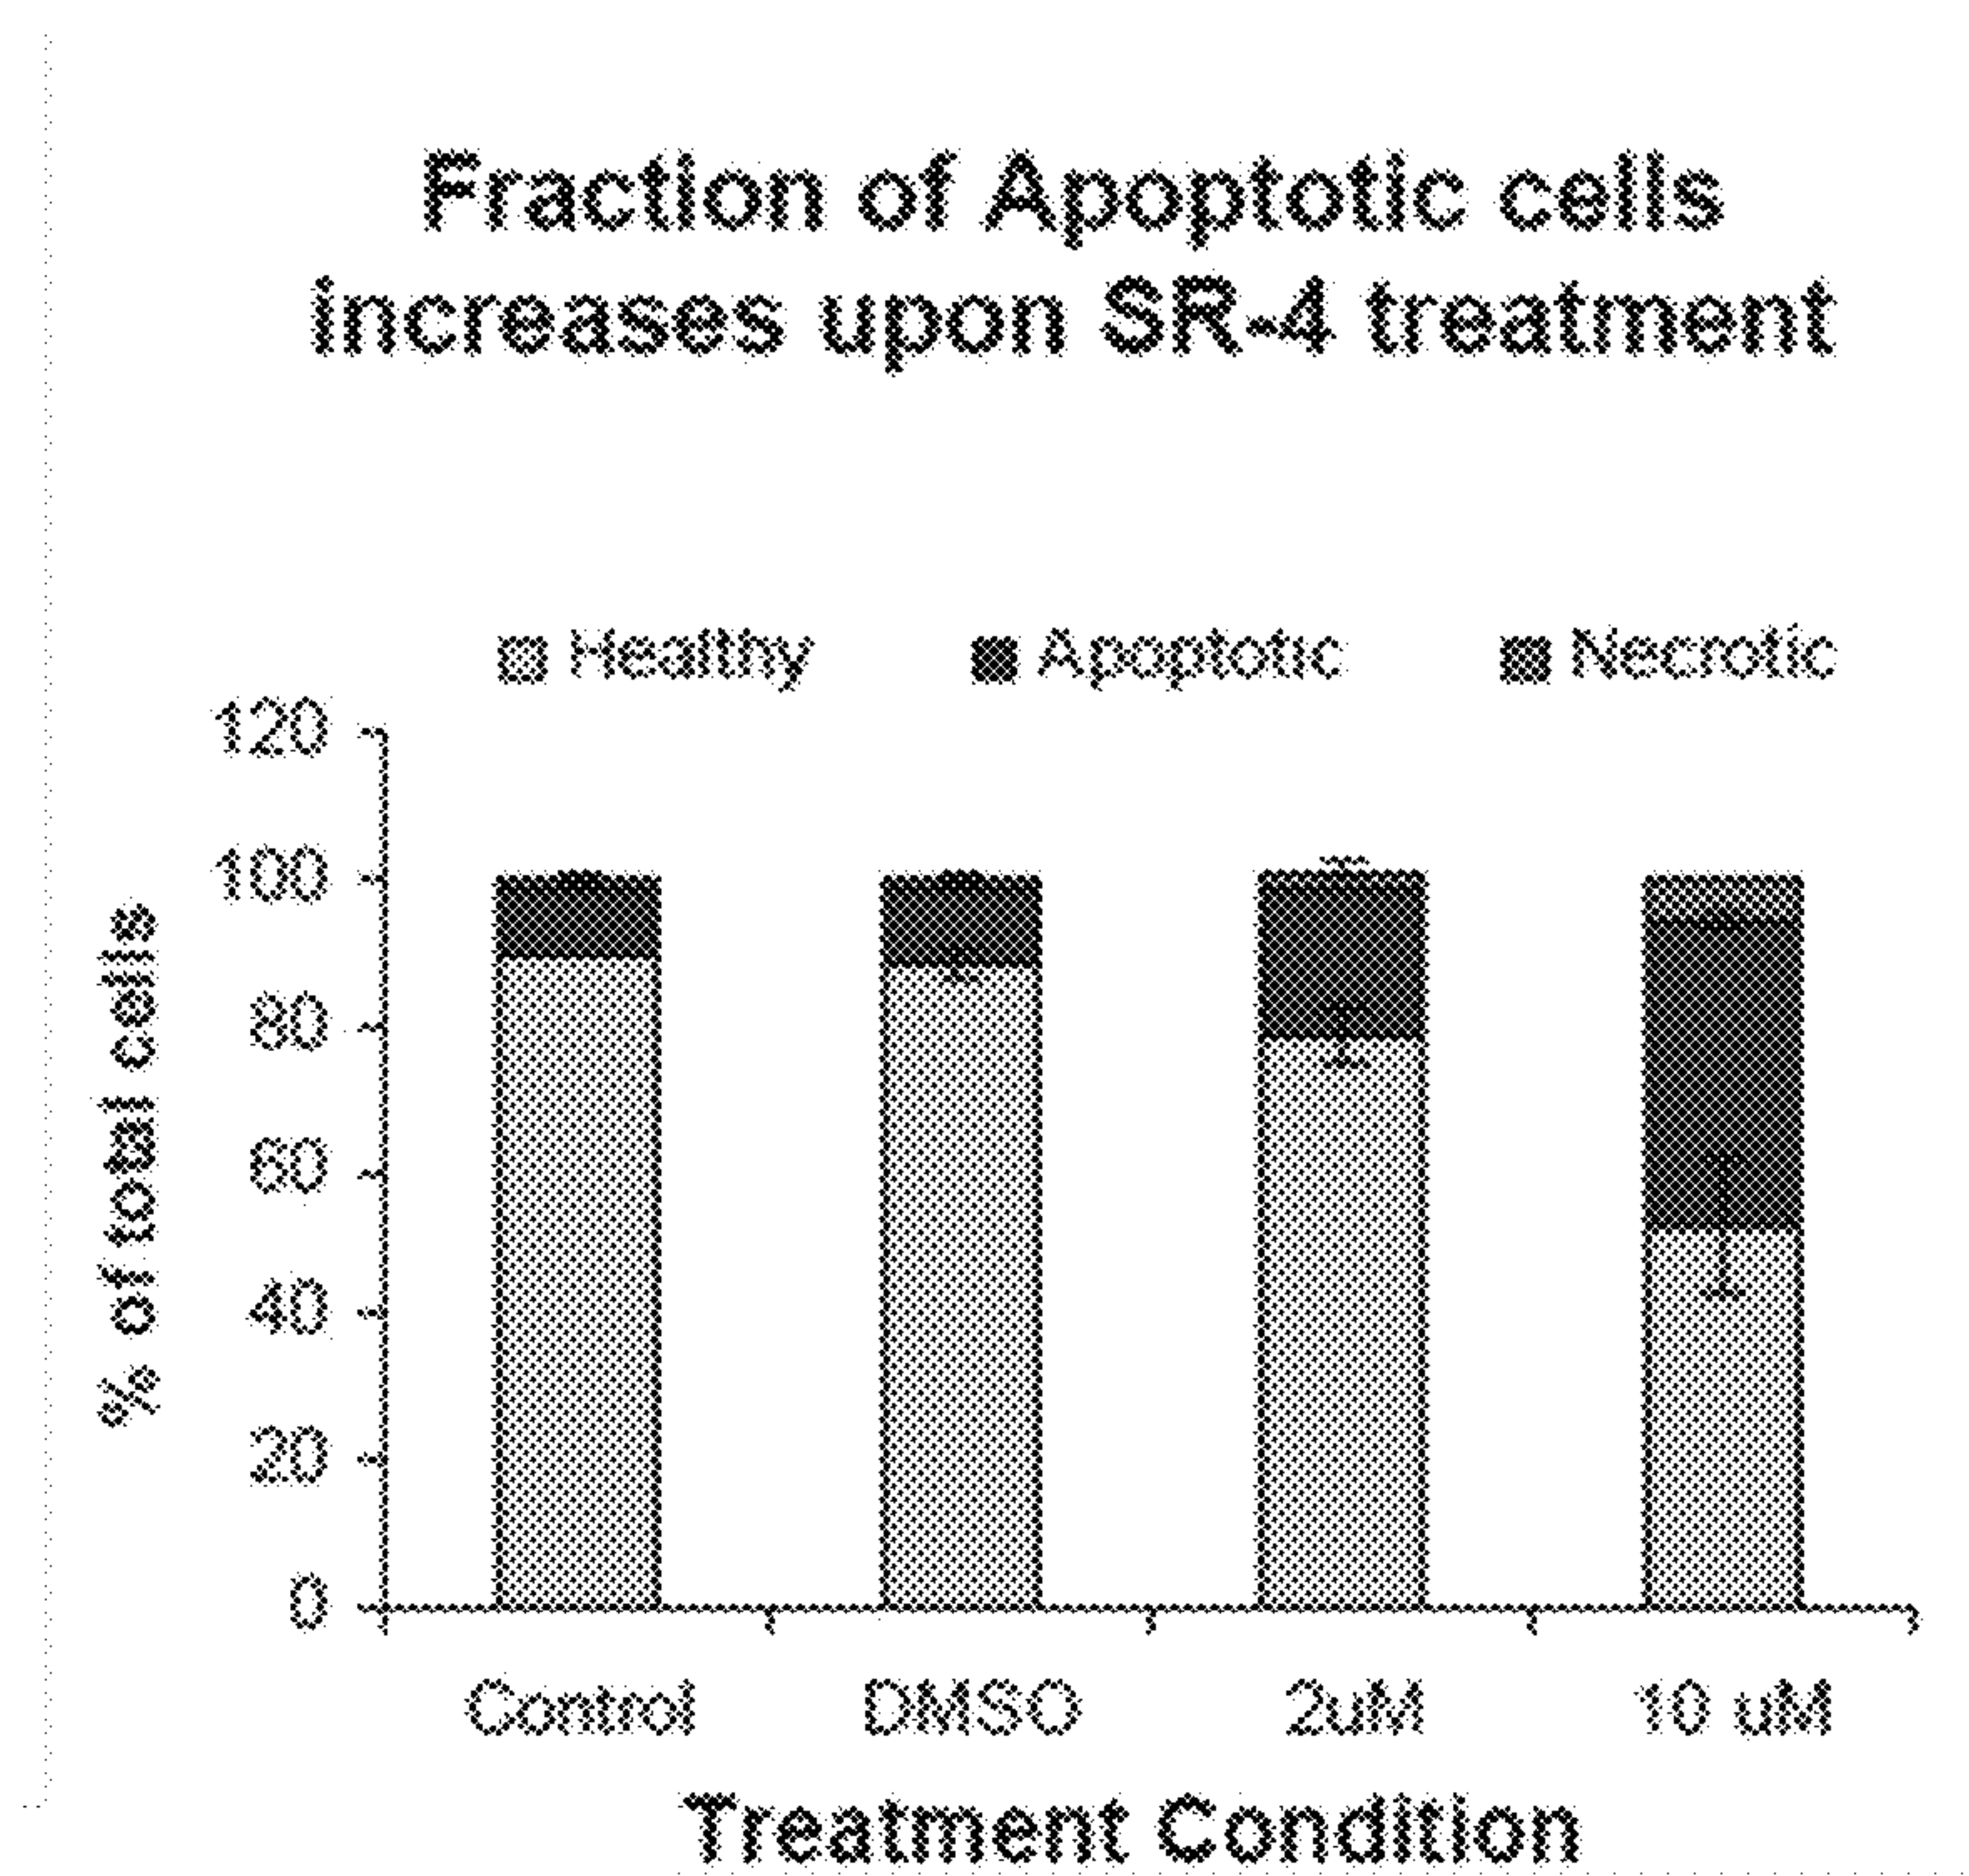 Fraction of Apoptotic cells
increases upon SR-4 treatment
Healthy Apoptotic Necrotic
120
100
80
60
40
20
0
% of total cells
Control DMSO 2uM 10 uM
Treatment Condition